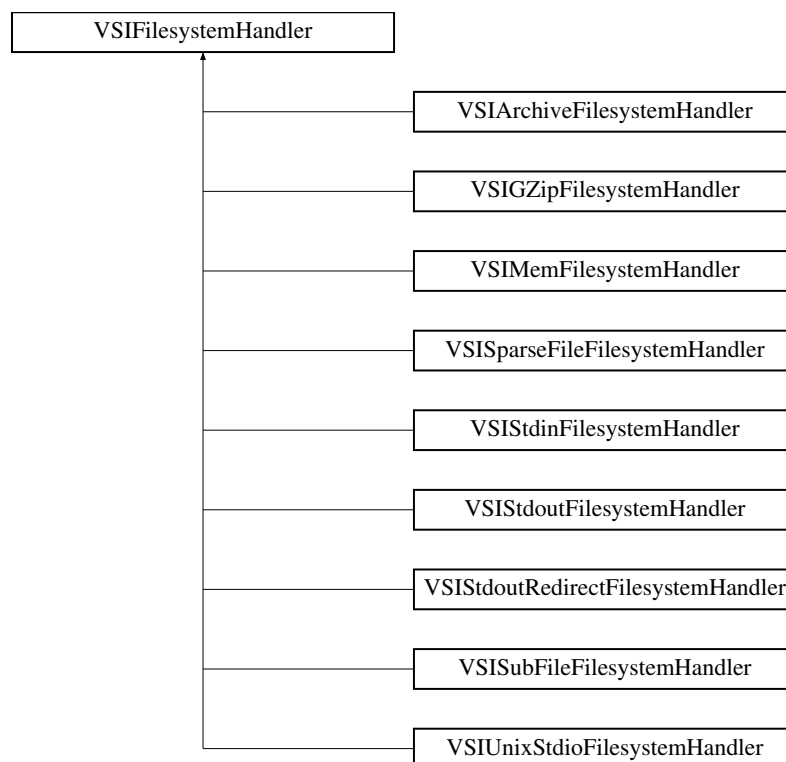 VSIFilesystemHandler
VSIArchiveFilesystemHandler
VSIGZipFilesystemHandler
VSIMemFilesystemHandler
VSISparseFileFilesystemHandler
VSIStdinFilesystemHandler
VSIStdoutFilesystemHandler
VSIStdoutRedirectFilesystemHandler
VSISubFileFilesystemHandler
VSIUnixStdioFilesystemHandler